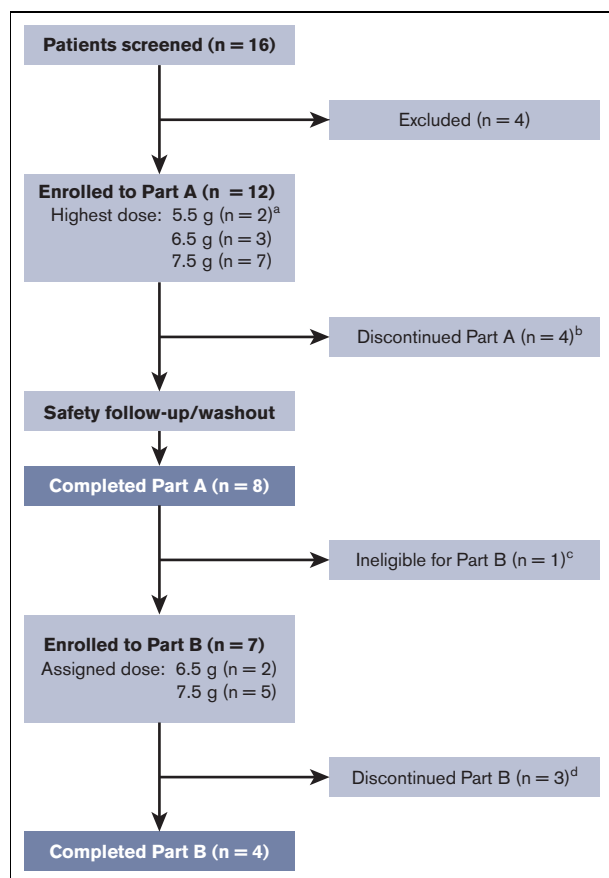 Patients screened (n = 16)
Excluded (n = 4)
Enrolled to Part A (n = 12)
Highest dose: 5.5 g (n = 2)a
6.5 g (n = 3)
7.5 g (n = 7)
Discontinued Part A (n = 4)b
Safety follow-up/washout
Completed Part A (n = 8)
Ineligible for Part B (n = 1)c
Enrolled to Part B (n = 7)
Assigned dose: 6.5 g (n = 2)
7.5 g (n = 5)
Discontinued Part B (n = 3)d
Completed Part B (n = 4)